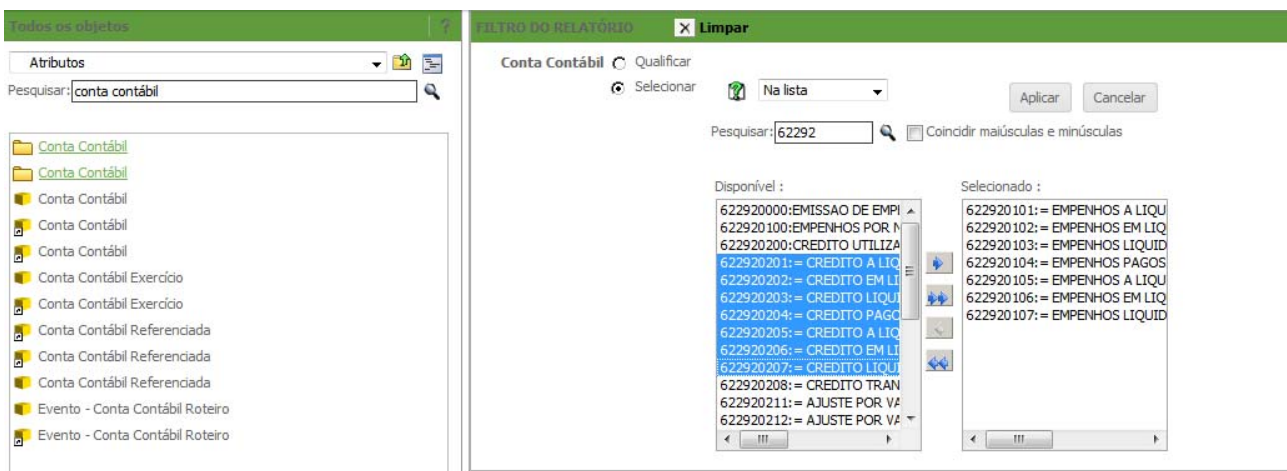 Todos os objetos ?
Atributos
Pesquisar: conta contábil
Conta Contábil
Conta Contábil
Conta Contábil
Conta Contábil
Conta Contábil
Conta Contábil Exercício
Conta Contábil Exercício
Conta Contábil Referenciada
Conta Contábil Referenciada
Conta Contábil Referenciada
Evento - Conta Contábil Roteiro
Evento - Conta Contábil Roteiro
FILTRO DO RELATÓRIO X Limpar
Conta Contábil Qualificar
Selecionar Na lista
Aplicar Cancelar
Pesquisar: 62292 Coincidir maiúsculas e minúsculas
Disponível :
622920000:EMISSAO DE EMPI
622920100:EMPENHOS POR N
622920200:CREDITO UTILIZA
622920201:= CREDITO A LIQ
622920202:= CREDITO EM LI
622920203:= CREDITO LIQUI
622920204:= CREDITO PAGO
622920205:= CREDITO A LIQ
622920206:= CREDITO EM LI
622920207:= CREDITO LIQUI
622920208:= CREDITO TRAN
622920211:= AJUSTE POR VA
622920212:= AJUSTE POR VA
Selecionado :
622920101:= EMPENHOS A LIQU
622920102:= EMPENHOS EM LIQ
622920103:= EMPENHOS LIQUID
622920104:= EMPENHOS PAGOS
622920105:= EMPENHOS A LIQU
622920106:= EMPENHOS EM LIQ
622920107:= EMPENHOS LIQUID